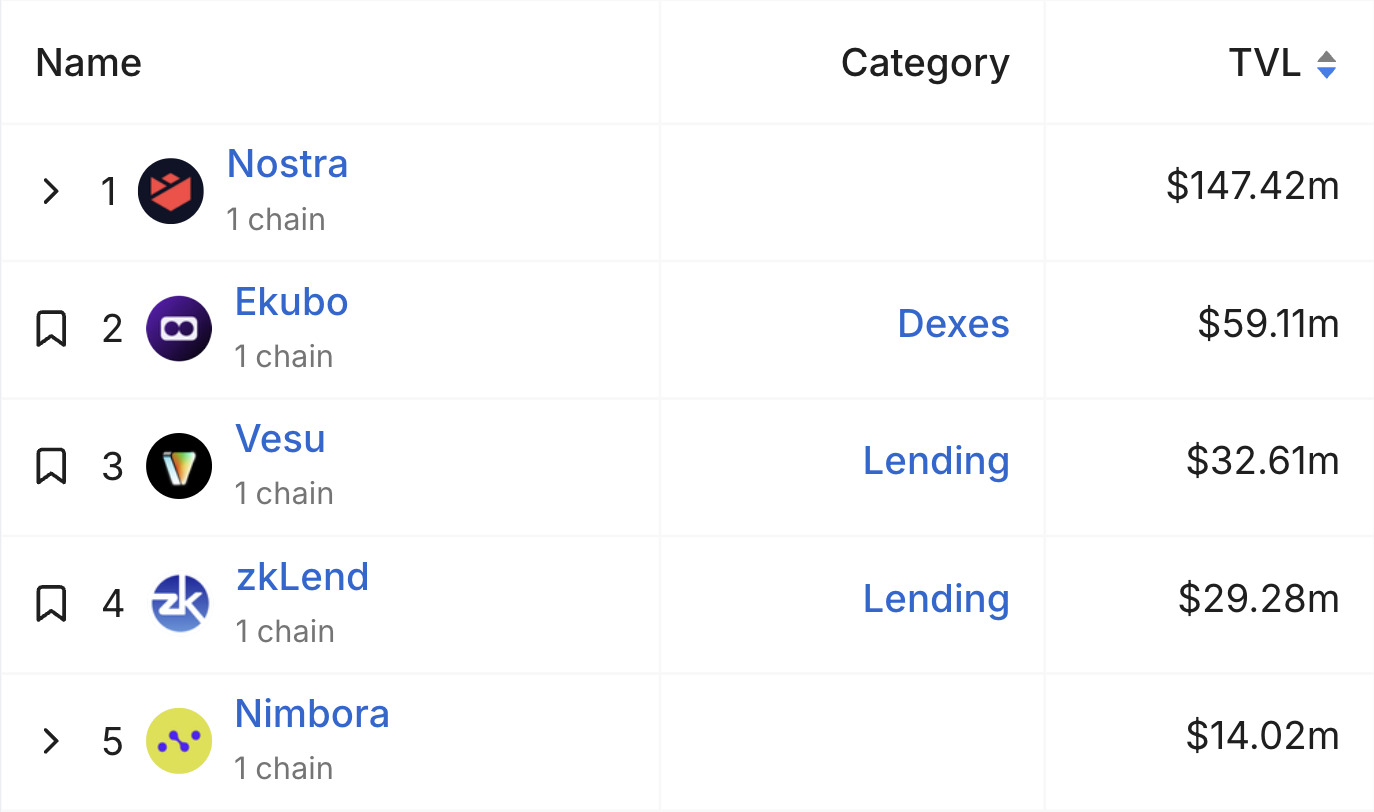 Name Category TVL
1 Nostra $147.42m
1 chain
2 Ekubo Dexes $59.11m
1 chain
3 Vesu Lending $32.61m
1 chain
4 zk zkLend Lending $29.28m
1 chain
5 Nimbora $14.02m
1 chain